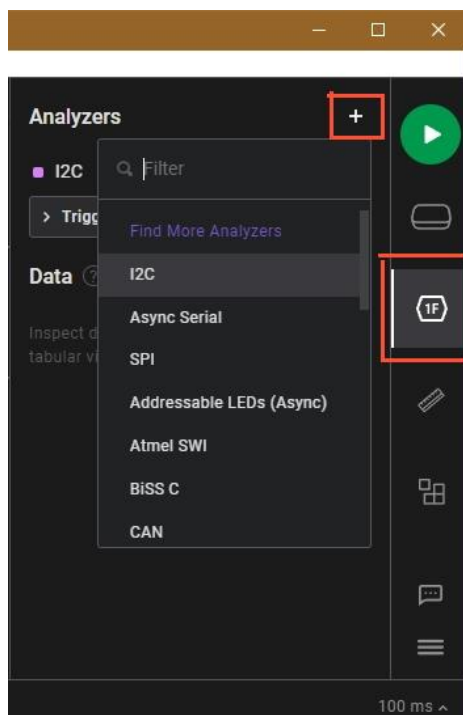 Analyzers +
I2C
Filter
Trigg
Find More Analyzers
Data ?
I2C
1F
Async Serial
Inspect d
tabular vi
SPI
Addressable LEDs (Async)
Atmel SWI
BiSS C
CAN
100 ms